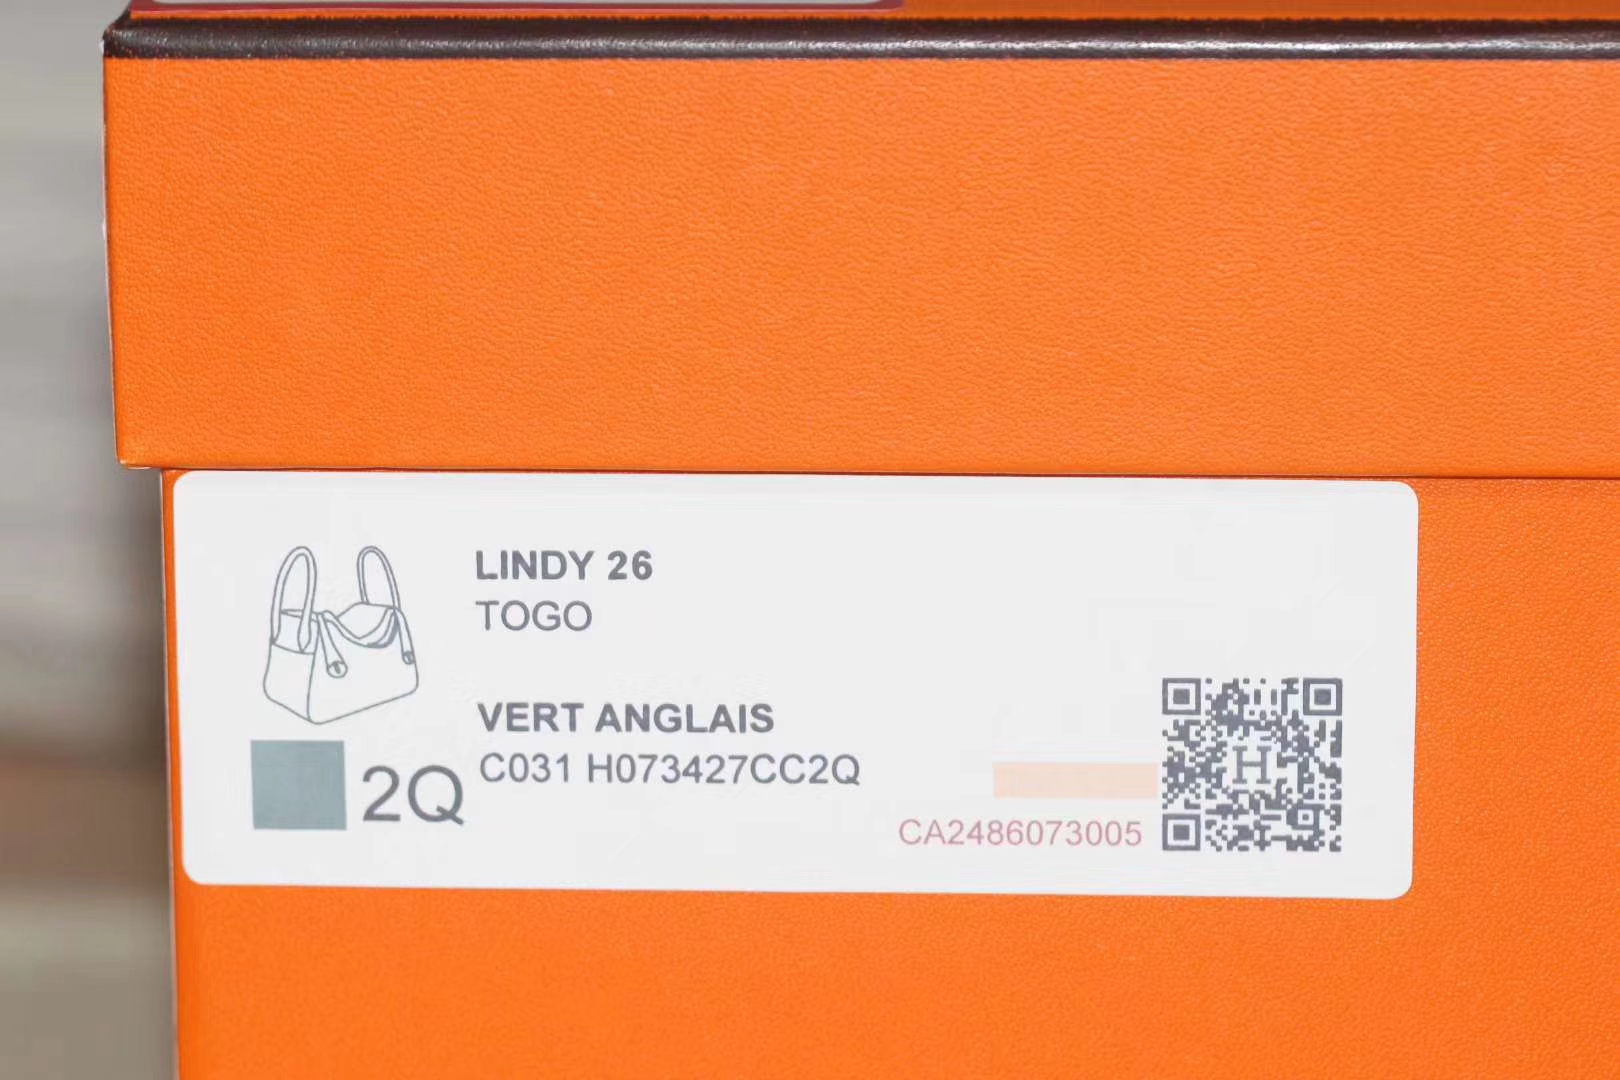 LINDY 26
TOGO
VERT ANGLAIS
C031 H073427CC2Q
2Q
CA2486073005
H